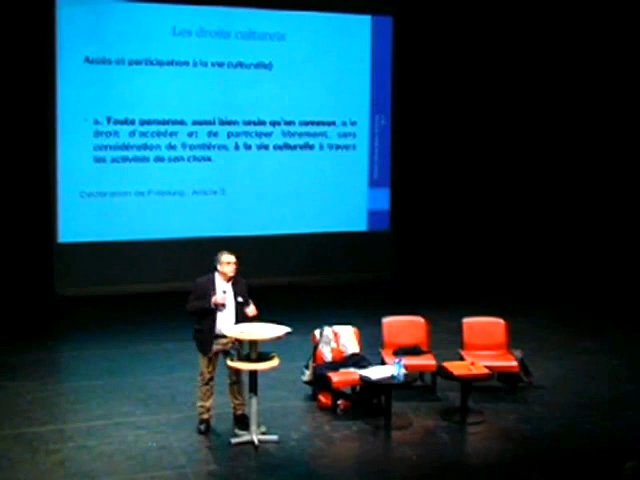 Les droits culturels
Accès et participation à la vie culturelle)
a. Toute personne, aussi bien seule qu'en commun, a le
droit d'accéder et de participer librement, sans
considération de frontières, à la vie culturelle à travers
les activités de son choix.
Déclaration de Fribourg - Article 5